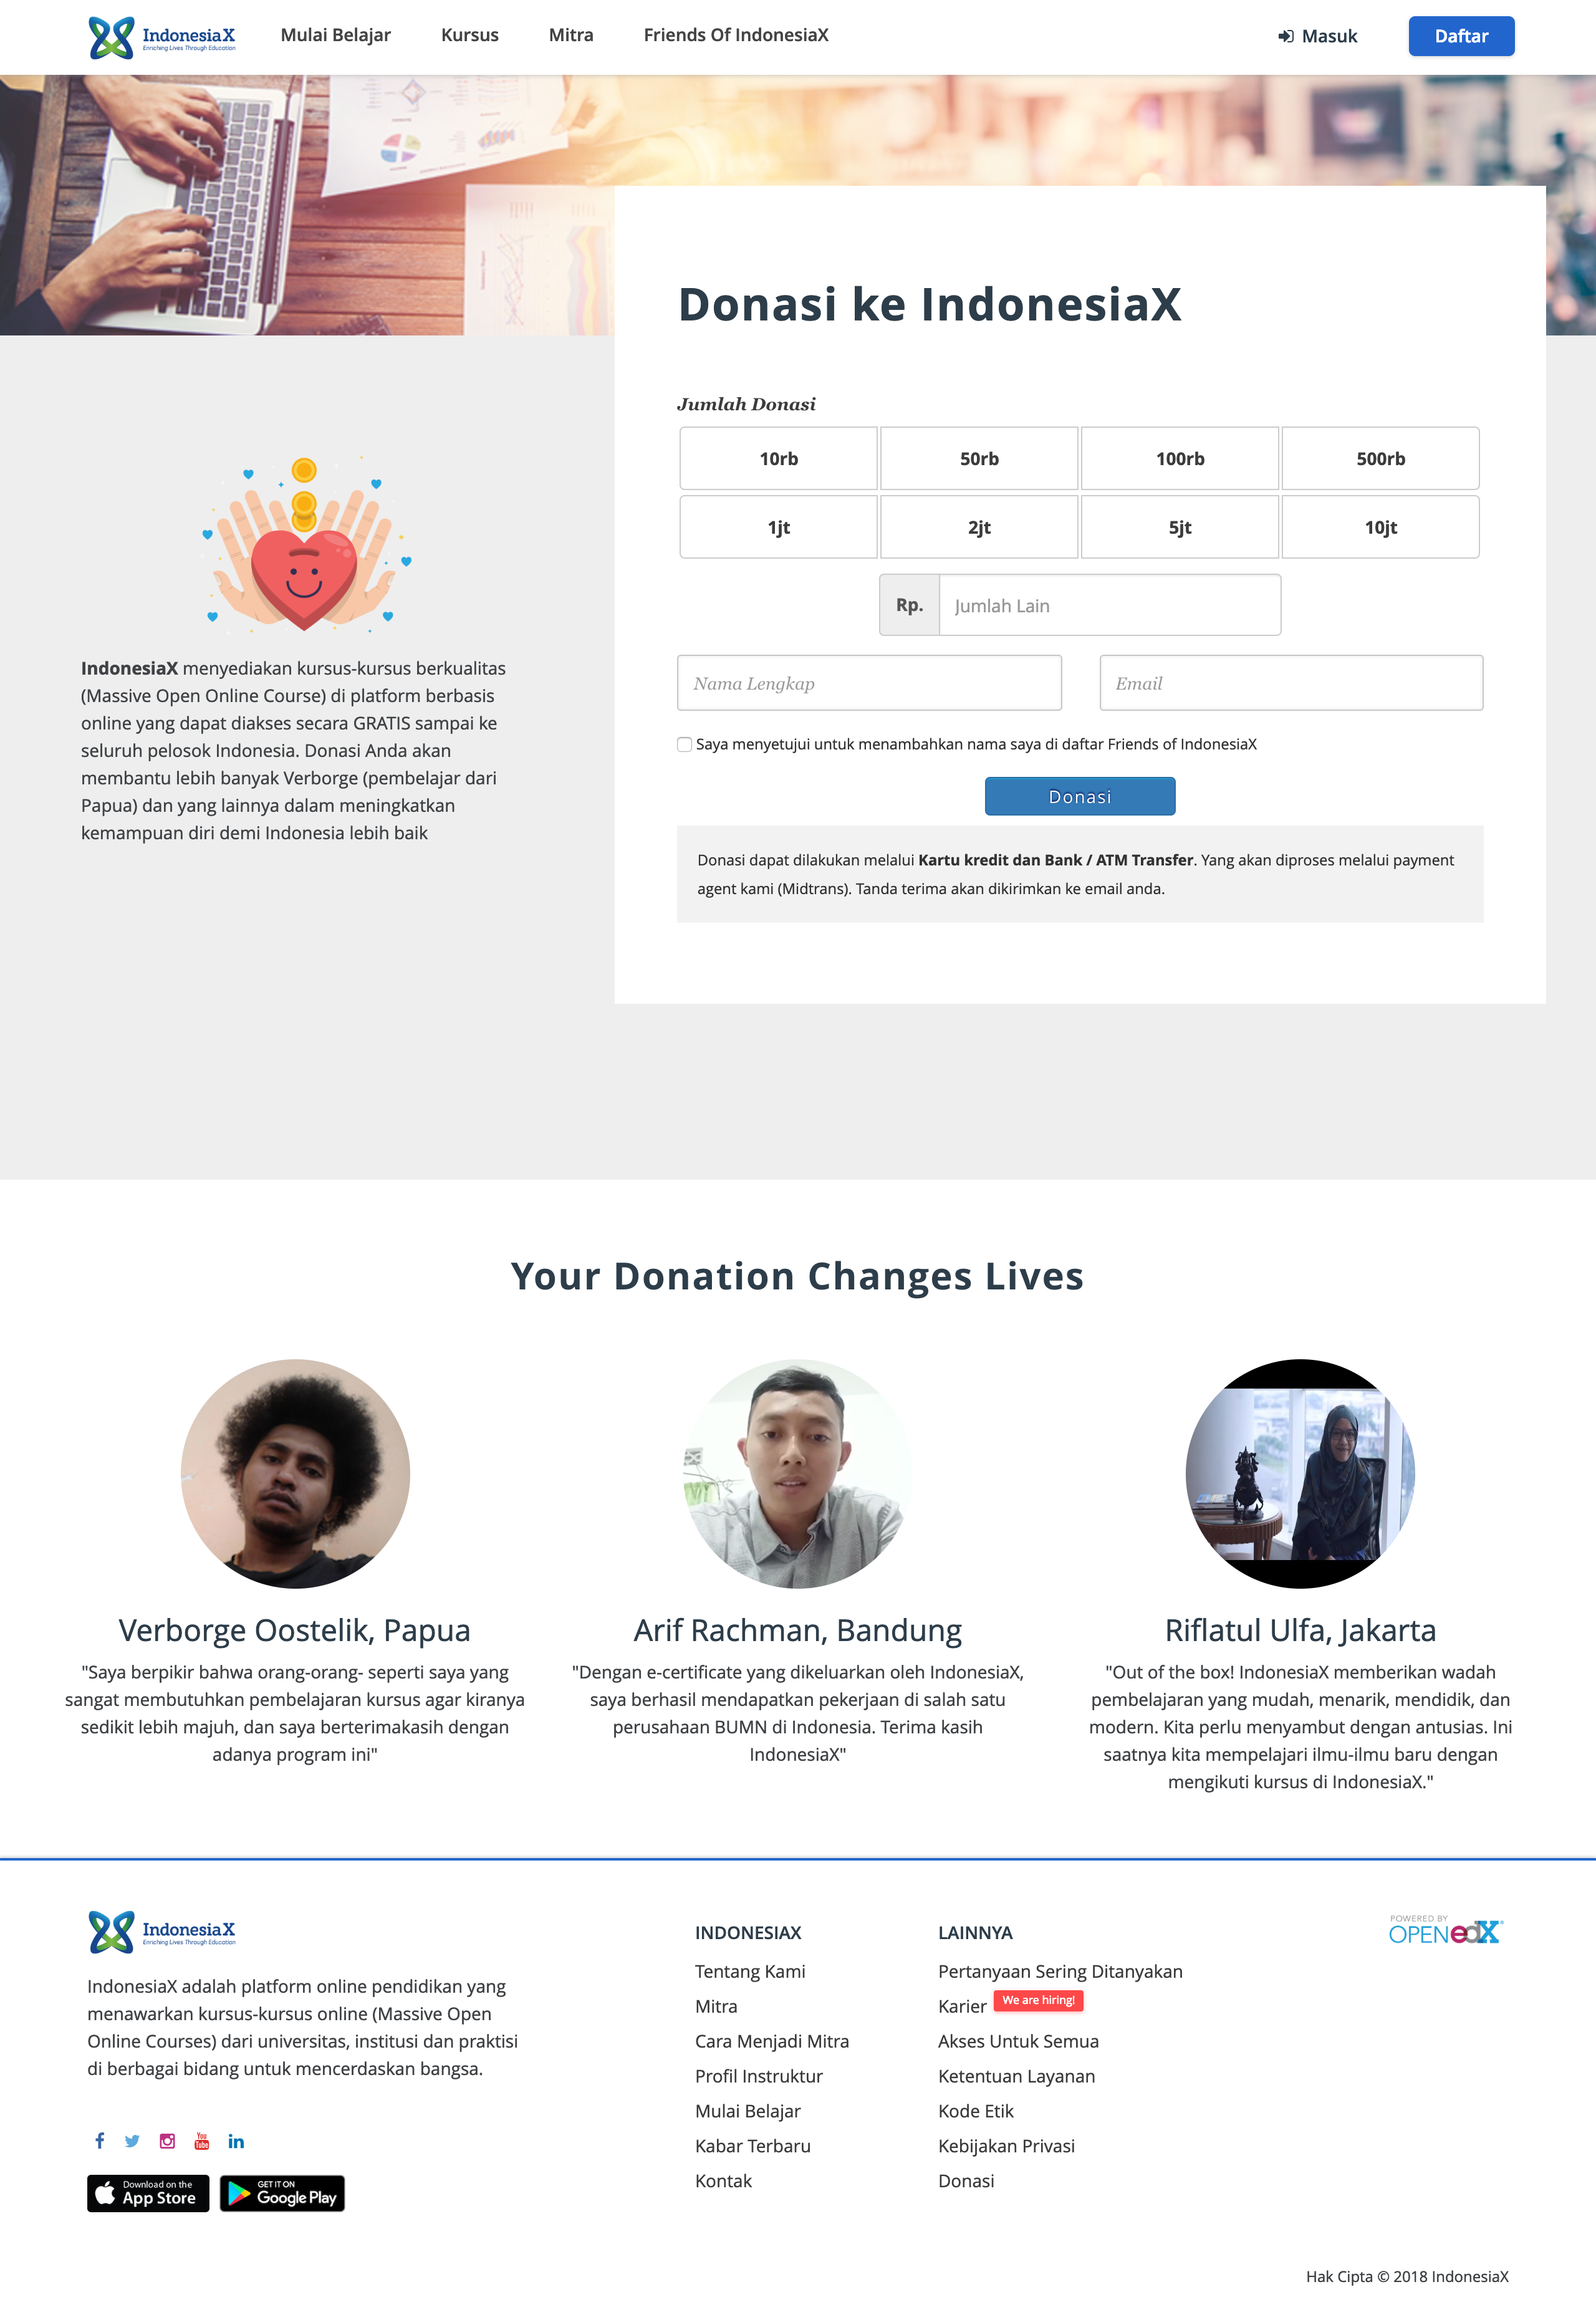 IndonesiaX
Enriching Lives Through Education
Mulai Belajar
Kursus
Mitra
Friends Of IndonesiaX
Masuk
Daftar
Donasi ke IndonesiaX
Jumlah Donasi
10rb
50rb
100rb
500rb
1jt
2jt
5jt
10jt
Rp.
Jumlah Lain
Nama Lengkap
Email
Saya menyetujui untuk menambahkan nama saya di daftar Friends of IndonesiaX
Donasi
Donasi dapat dilakukan melalui Kartu kredit dan Bank / ATM Transfer. Yang akan diproses melalui payment
agent kami (Midtrans). Tanda terima akan dikirimkan ke email anda.
IndonesiaX menyediakan kursus-kursus berkualitas
(Massive Open Online Course) di platform berbasis
online yang dapat diakses secara GRATIS sampai ke
seluruh pelosok Indonesia. Donasi Anda akan
membantu lebih banyak Verborge (pembelajar dari
Papua) dan yang lainnya dalam meningkatkan
kemampuan diri demi Indonesia lebih baik
Your Donation Changes Lives
Verborge Oostelik, Papua
"Saya berpikir bahwa orang-orang- seperti saya yang
sangat membutuhkan pembelajaran kursus agar kiranya
sedikit lebih majuh, dan saya berterimakasih dengan
adanya program ini"
Arif Rachman, Bandung
"Dengan e-certificate yang dikeluarkan oleh IndonesiaX,
saya berhasil mendapatkan pekerjaan di salah satu
perusahaan BUMN di Indonesia. Terima kasih
IndonesiaX"
Riflatul Ulfa, Jakarta
"Out of the box! IndonesiaX memberikan wadah
pembelajaran yang mudah, menarik, mendidik, dan
modern. Kita perlu menyambut dengan antusias. Ini
saatnya kita mempelajari ilmu-ilmu baru dengan
mengikuti kursus di IndonesiaX."
IndonesiaX
Enriching Lives Through Education
IndonesiaX adalah platform online pendidikan yang
menawarkan kursus-kursus online (Massive Open
Online Courses) dari universitas, institusi dan praktisi
di berbagai bidang untuk mencerdaskan bangsa.
You
Tube
Download on the
App Store
GET IT ON
Google Play
INDONESIAX
Tentang Kami
Mitra
Cara Menjadi Mitra
Profil Instruktur
Mulai Belajar
Kabar Terbaru
Kontak
LAINNYA
Pertanyaan Sering Ditanyakan
Karier We are hiring!
Akses Untuk Semua
Ketentuan Layanan
Kode Etik
Kebijakan Privasi
Donasi
POWERED BY
OPEN edX
Hak Cipta © 2018 IndonesiaX